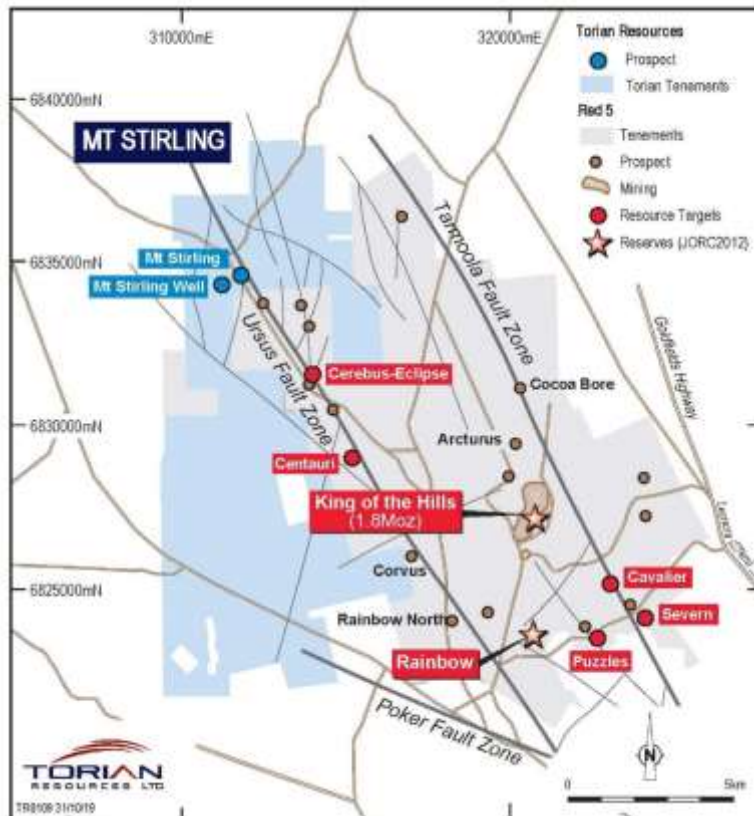 310000mE
320000mE
Torian Resources
Prospect
Torian Tenements
Red 5
Tenements
Prospect
Mining
Resource Targets
Reserves (JORC2012)
6840000mN
MT STIRLING
6835000mN
Mt Stirling
Mt Stirling Well
Tarmoola Fault Zone
Ursus Fault Zone
Goldfields Highway
Cerebus-Eclipse
Cocoa Bore
6830000mN
Arcturus
Centauri
King of the Hills
(1.8Moz)
Corvus
6825000mN
Cavalier
Rainbow North
Severn
Rainbow
Puzzles
Poker Fault Zone
N
TORIAN
RESOURCES LTD
0
5km